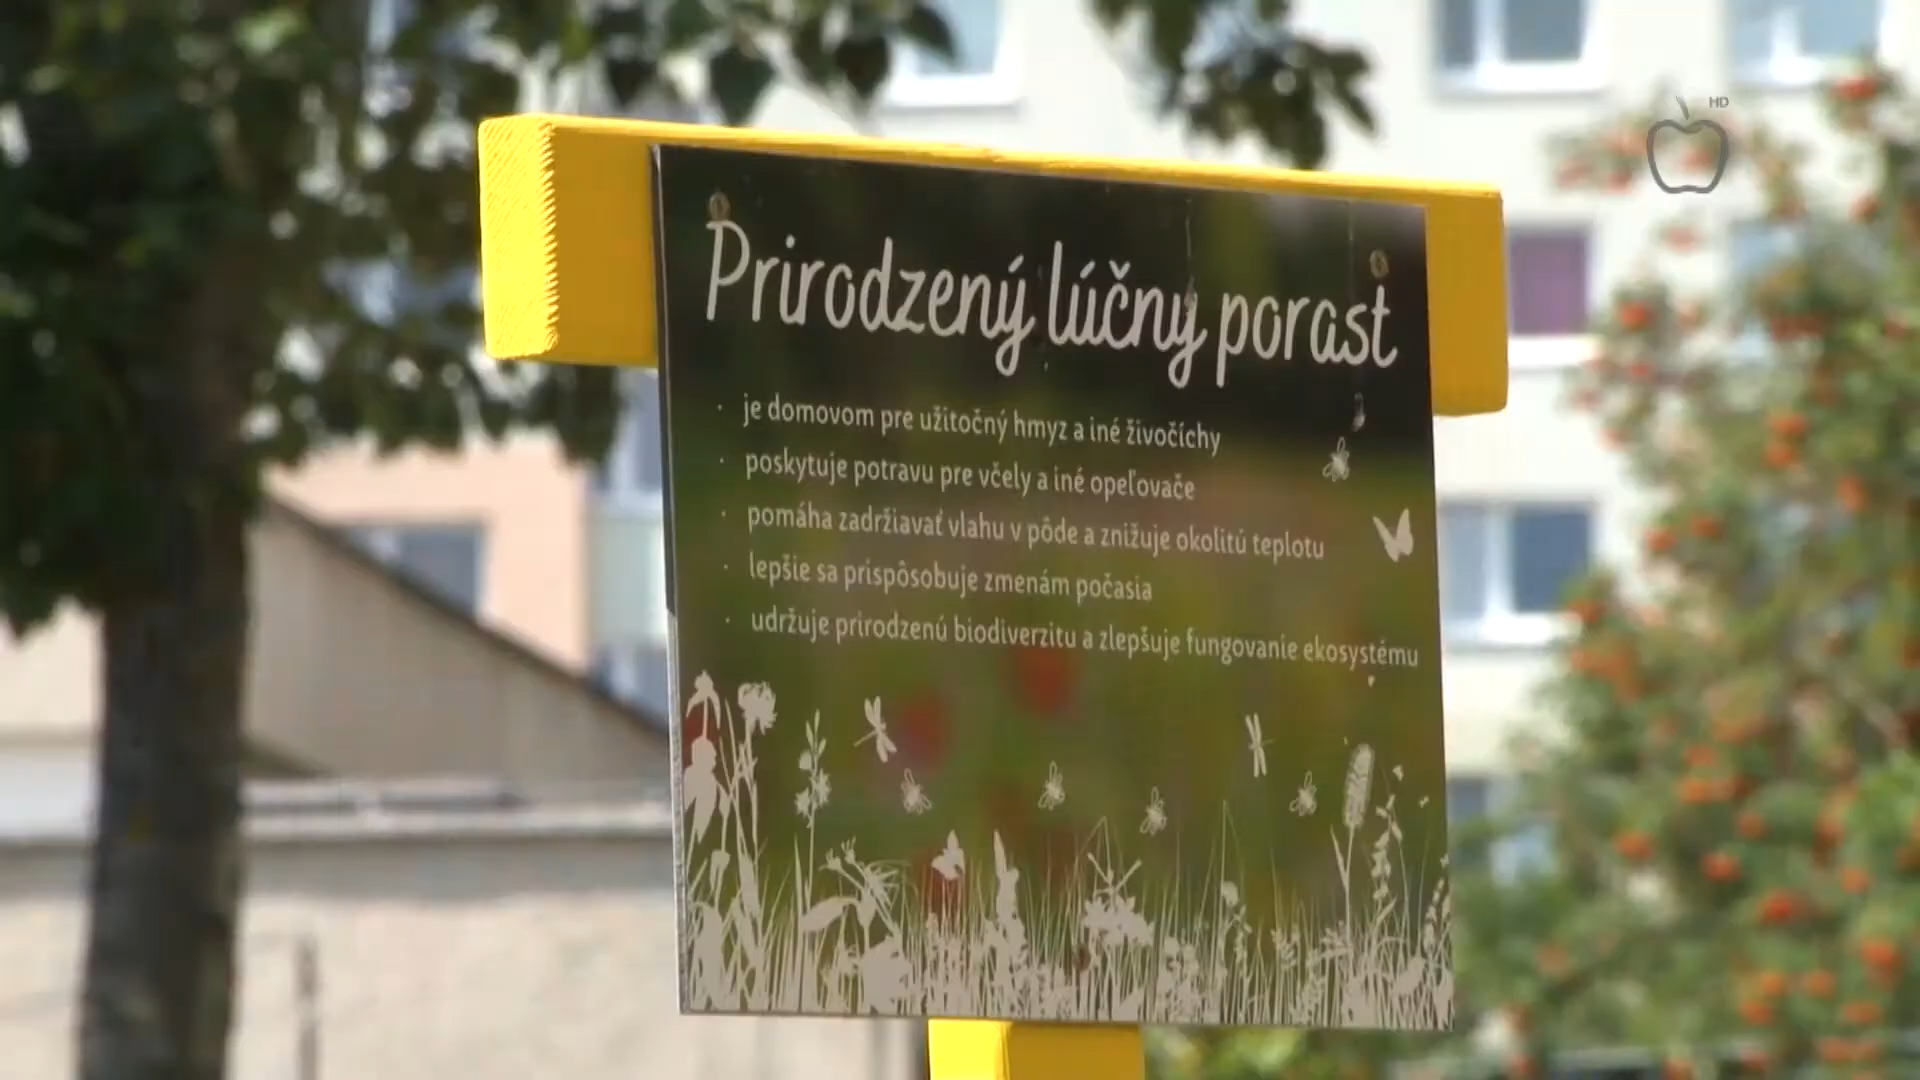 HD
Prirodzený lúčny porast
· je domovom pre užitočný hmyz a iné živočíchy
· poskytuje potravu pre včely a iné opeľovače
· pomáha zadržiavať vlahu v pôde a znižuje okolitú teplotu
· lepšie sa prispôsobuje zmenám počasia
· udržuje prirodzenú biodiverzitu a zlepšuje fungovanie ekosystému